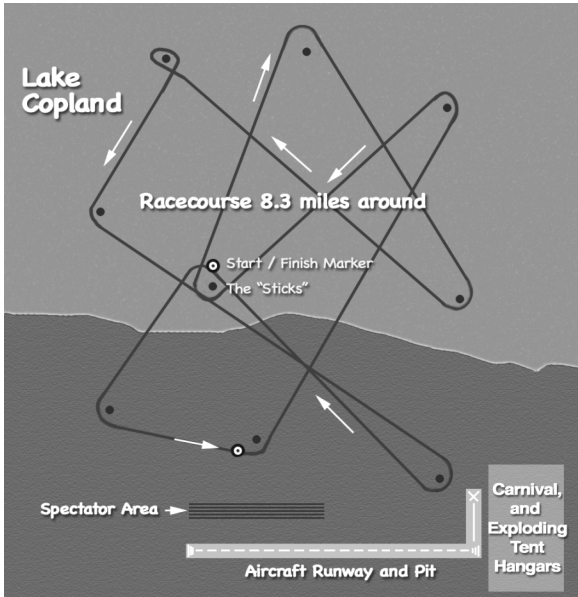 Lake
Copland
Racecourse 8.3 miles around
Start / Finish Marker
The "Sticks"
Spectator Area
Aircraft Runway and Pit
Carnival,
and
Exploding
Tent
Hangars